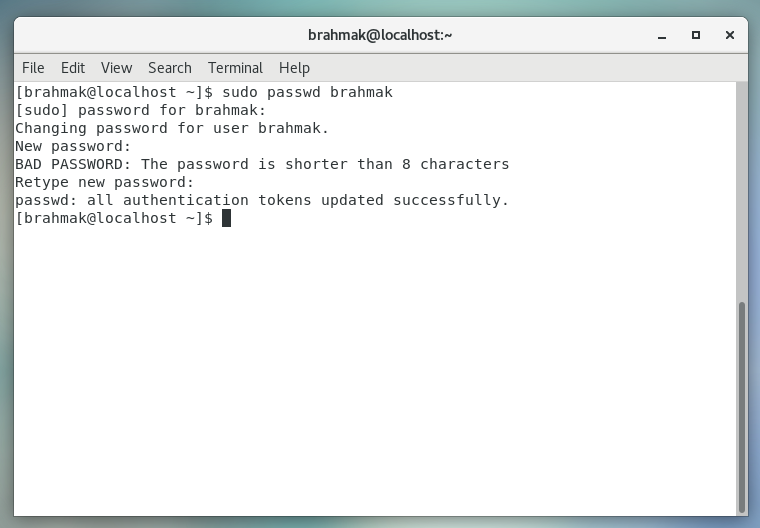 brahmak@localhost:~
File Edit View Search Terminal Help
[brahmak@localhost ~]$ sudo passwd brahmak
[sudo] password for brahmak:
Changing password for user brahmak.
New password:
BAD PASSWORD: The password is shorter than 8 characters
Retype new password:
passwd: all authentication tokens updated successfully.
[brahmak@localhost ~]$